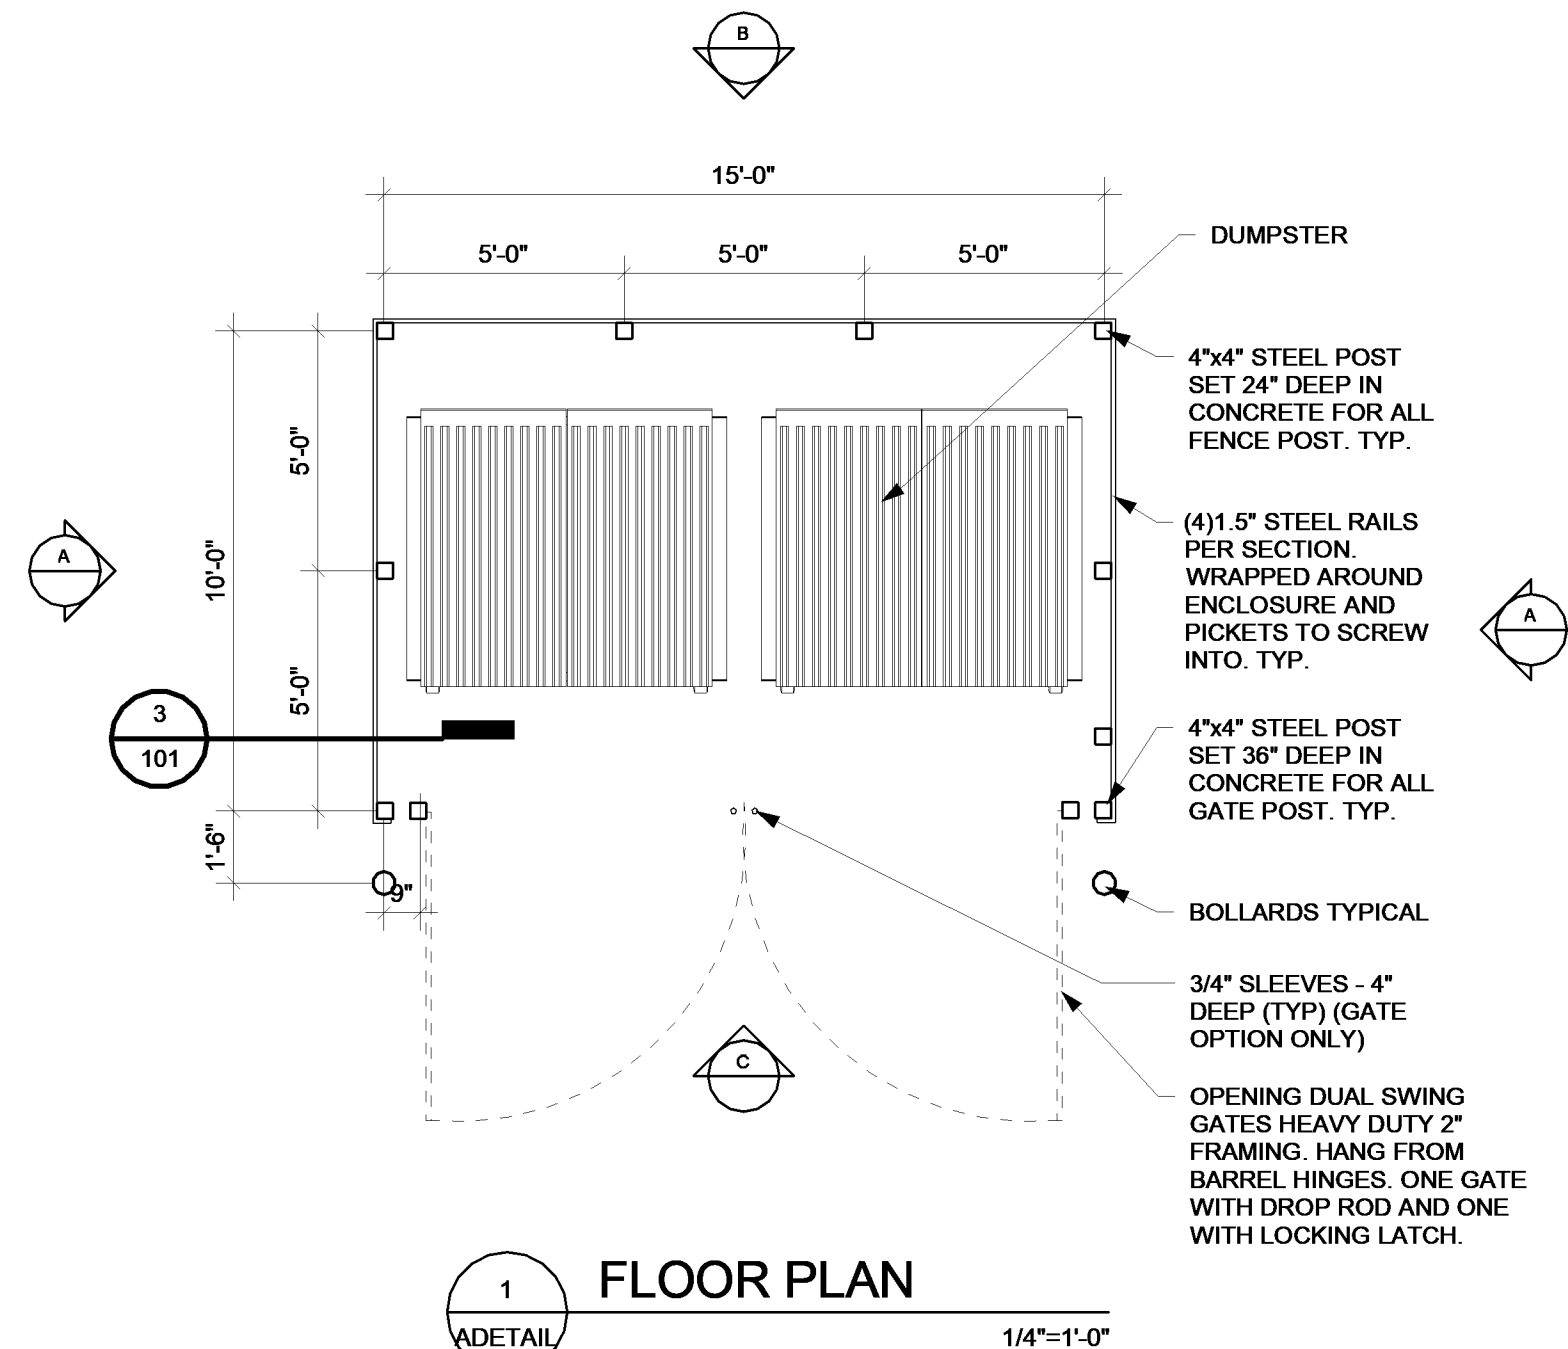 B
15'-0"
5'-0"
5'-0"
5'-0"
DUMPSTER
4"x4" STEEL POST
SET 24" DEEP IN
CONCRETE FOR ALL
FENCE POST. TYP.
5'-0"
10'-0"
A
(4)1.5" STEEL RAILS
PER SECTION.
WRAPPED AROUND
ENCLOSURE AND
PICKETS TO SCREW
INTO. TYP.
A
5'-0"
3
101
4"x4" STEEL POST
SET 36" DEEP IN
CONCRETE FOR ALL
GATE POST. TYP.
1'-6"
9"
BOLLARDS TYPICAL
3/4" SLEEVES - 4"
DEEP (TYP) (GATE
OPTION ONLY)
C
OPENING DUAL SWING
GATES HEAVY DUTY 2"
FRAMING. HANG FROM
BARREL HINGES. ONE GATE
WITH DROP ROD AND ONE
WITH LOCKING LATCH.
1
FLOOR PLAN
ADETAIL
1/4"=1'-0"